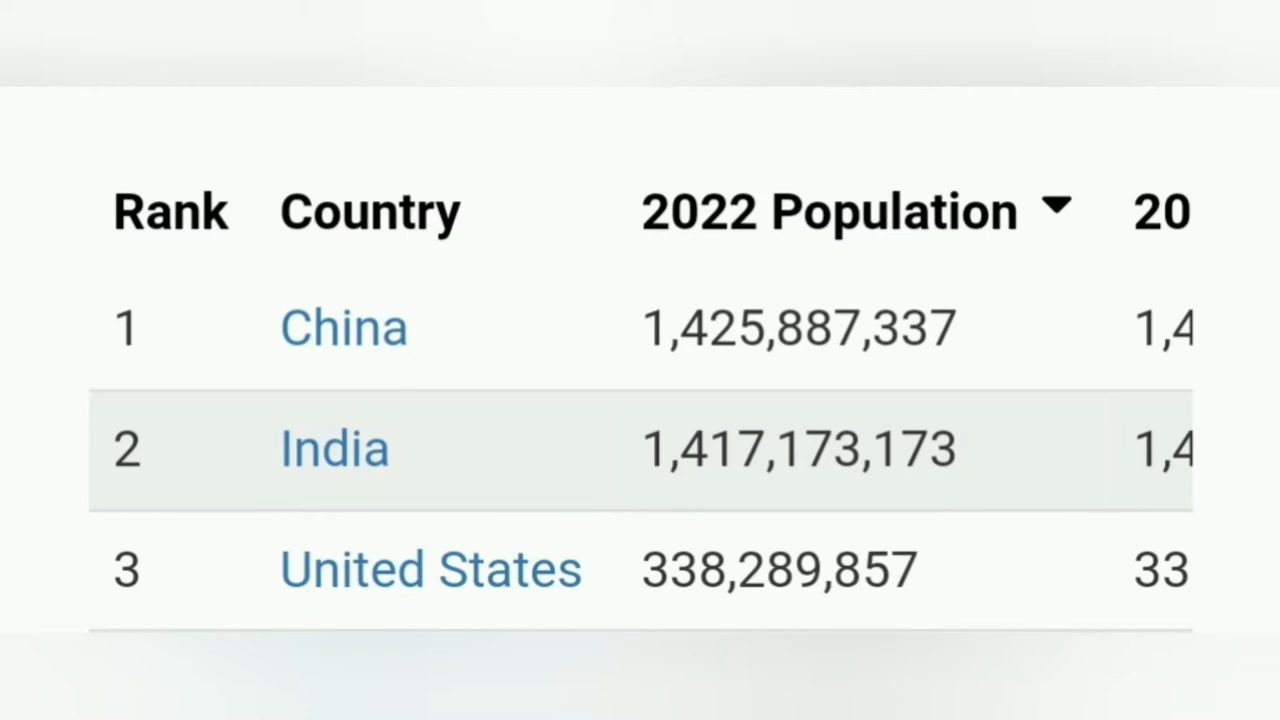 Rank Country 2022 Population 20
1 China 1,425,887,337 1,4
2 India 1,417,173,173 1,4
3 United States 338,289,857 33